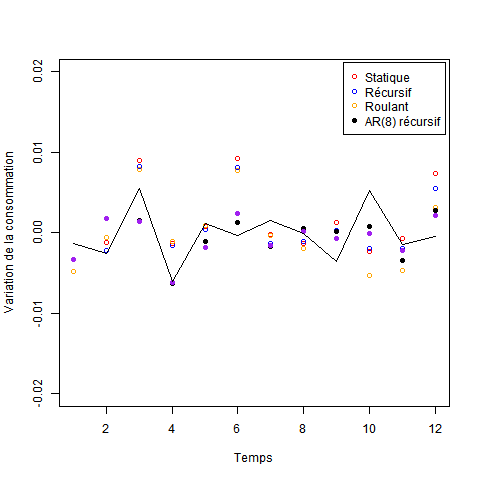 0.02
0.01
0.00
-0.01
-0.02
Variation de la consommation
Statique
Récursif
Roulant
AR(8) récursif
2
4
6
8
10
12
Temps